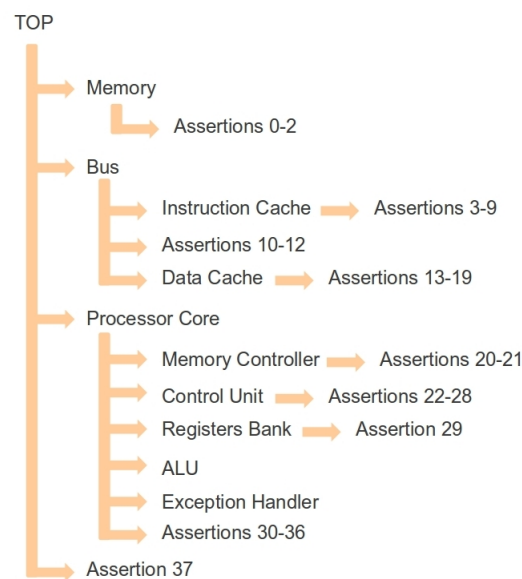 TOP
Memory
Assertions 0-2
Bus
Instruction Cache Assertions 3-9
Assertions 10-12
Data Cache Assertions 13-19
Processor Core
Memory Controller Assertions 20-21
Control Unit Assertions 22-28
Registers Bank Assertion 29
ALU
Exception Handler
Assertions 30-36
Assertion 37